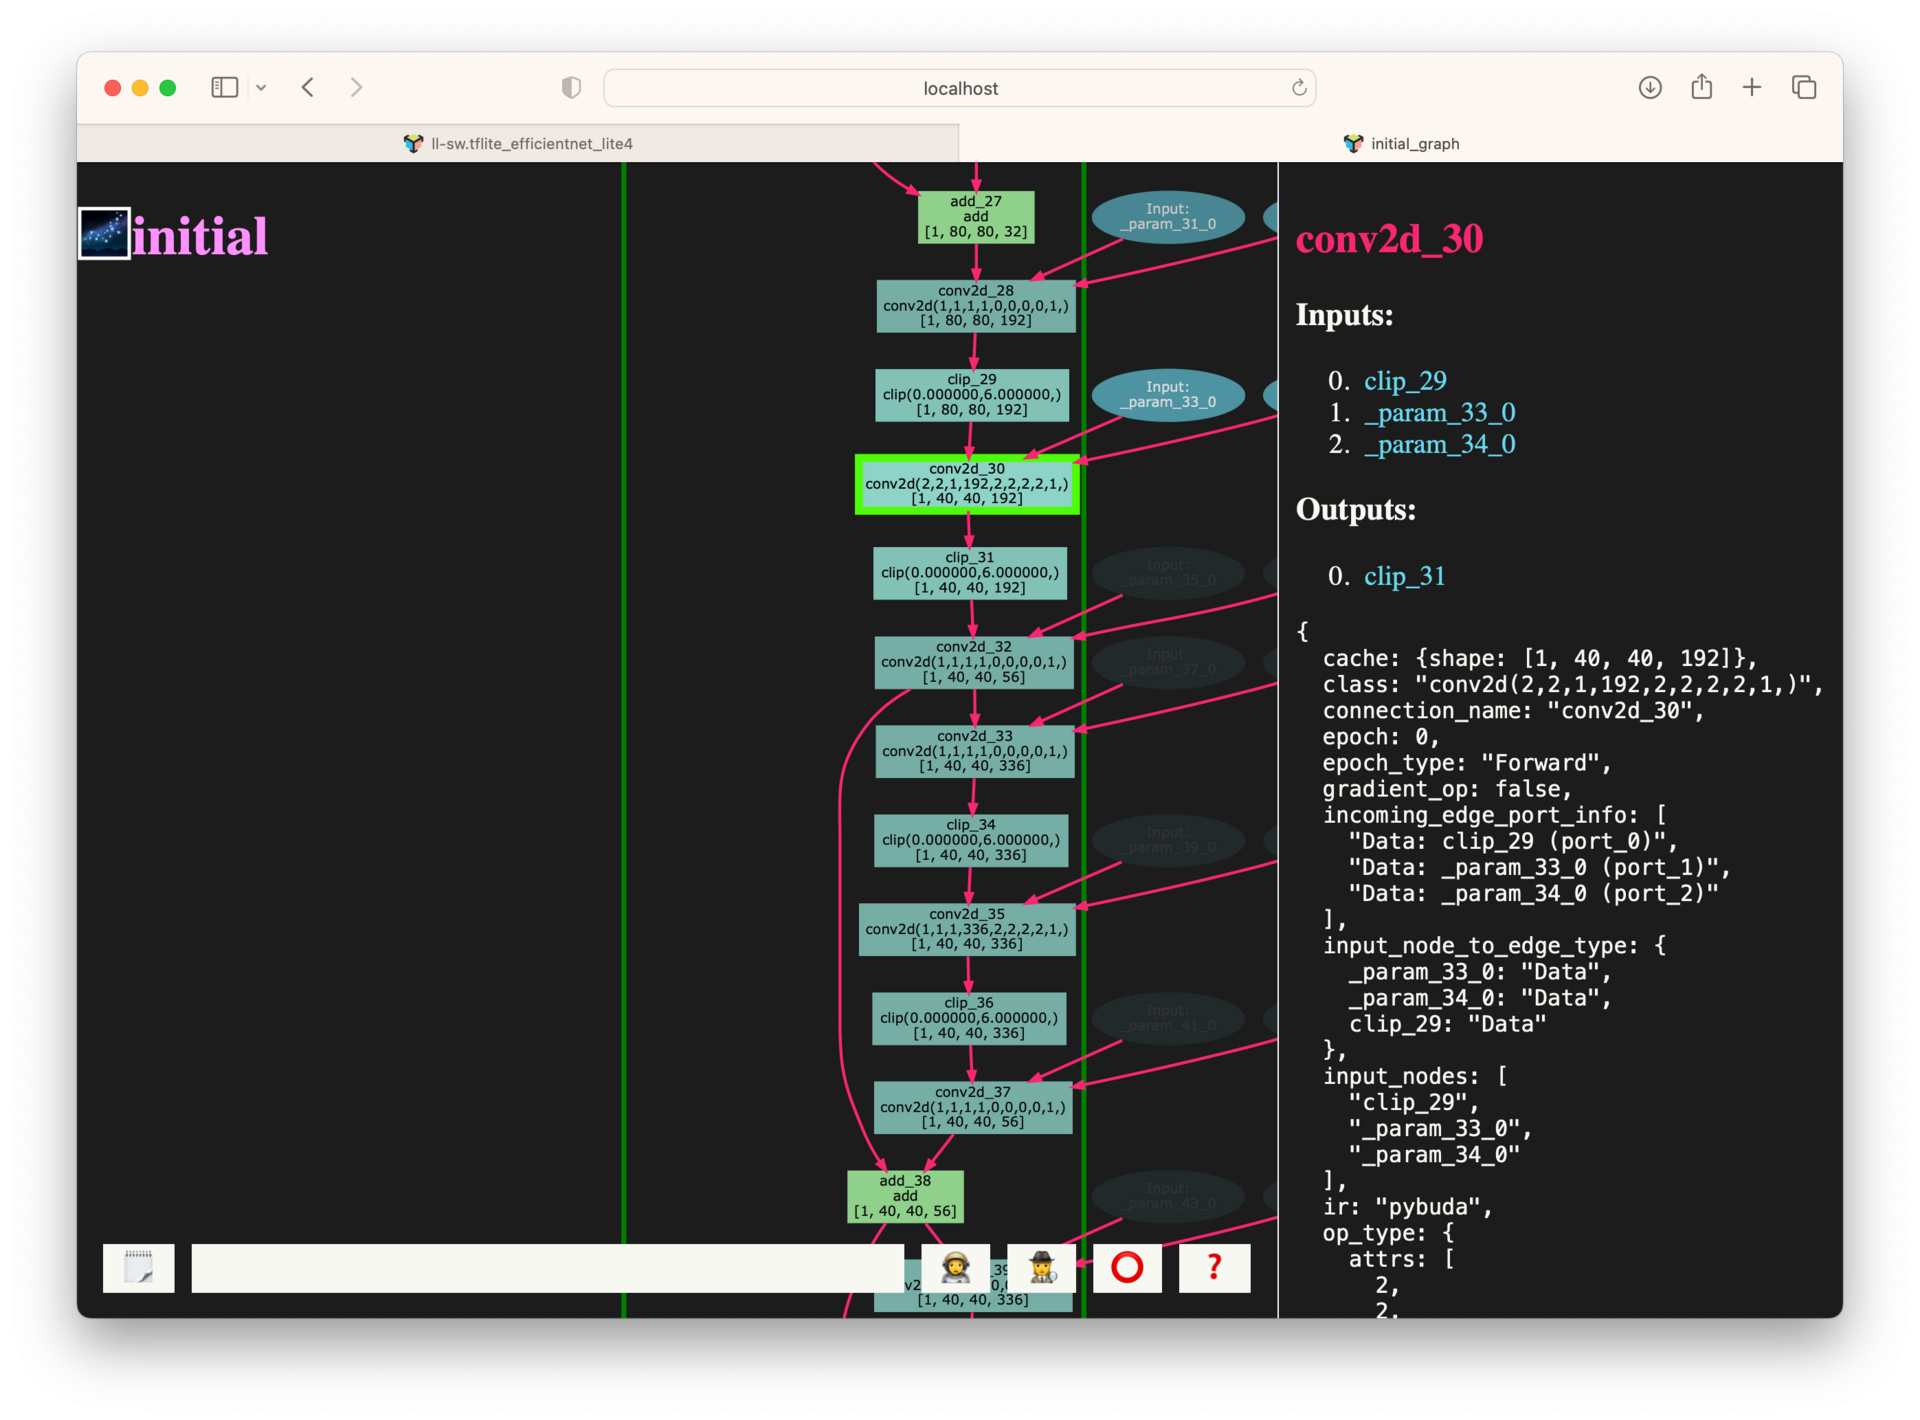 localhost
ll-sw.tflite_efficientnet_lite4
initial_graph
initial
add_27
add
[1, 80, 80, 32]
Input:
_param_31_0
conv2d_28
conv2d(1,1,1,1,0,0,0,0,1,)
[1, 80, 80, 192]
clip_29
clip(0.000000,6.000000,)
[1, 80, 80, 192]
Input:
_param_33_0
conv2d_30
conv2d(2,2,1,192,2,2,2,2,1,)
[1, 40, 40, 192]
clip_31
clip(0.000000,6.000000,)
[1, 40, 40, 192]
Input:
_param_35_0
conv2d_32
conv2d(1,1,1,1,0,0,0,0,1,)
[1, 40, 40, 56]
Input:
_param_37_0
conv2d_33
conv2d(1,1,1,1,0,0,0,0,1,)
[1, 40, 40, 336]
clip_34
clip(0.000000,6.000000,)
[1, 40, 40, 336]
Input:
_param_39_0
conv2d_35
conv2d(1,1,1,336,2,2,2,2,1,)
[1, 40, 40, 336]
clip_36
clip(0.000000,6.000000,)
[1, 40, 40, 336]
Input:
_param_41_0
conv2d_37
conv2d(1,1,1,1,0,0,0,0,1,)
[1, 40, 40, 56]
add_38
add
[1, 40, 40, 56]
Input:
_param_43_0
[1, 40, 40, 336]
?
conv2d_30
Inputs:
0. clip_29
1. _param_33_0
2. _param_34_0
Outputs:
0. clip_31
{
cache: {shape: [1, 40, 40, 192]},
class: "conv2d(2,2,1,192,2,2,2,2,1,)",
connection_name: "conv2d_30",
epoch: 0,
epoch_type: "Forward",
gradient_op: false,
incoming_edge_port_info: [
"Data: clip_29 (port_0)",
"Data: _param_33_0 (port_1)",
"Data: _param_34_0 (port_2)"
],
input_node_to_edge_type: {
_param_33_0: "Data",
_param_34_0: "Data",
clip_29: "Data"
},
input_nodes: [
"clip_29",
"_param_33_0",
"_param_34_0"
],
ir: "pybuda",
op_type: {
attrs: [
2,
2,